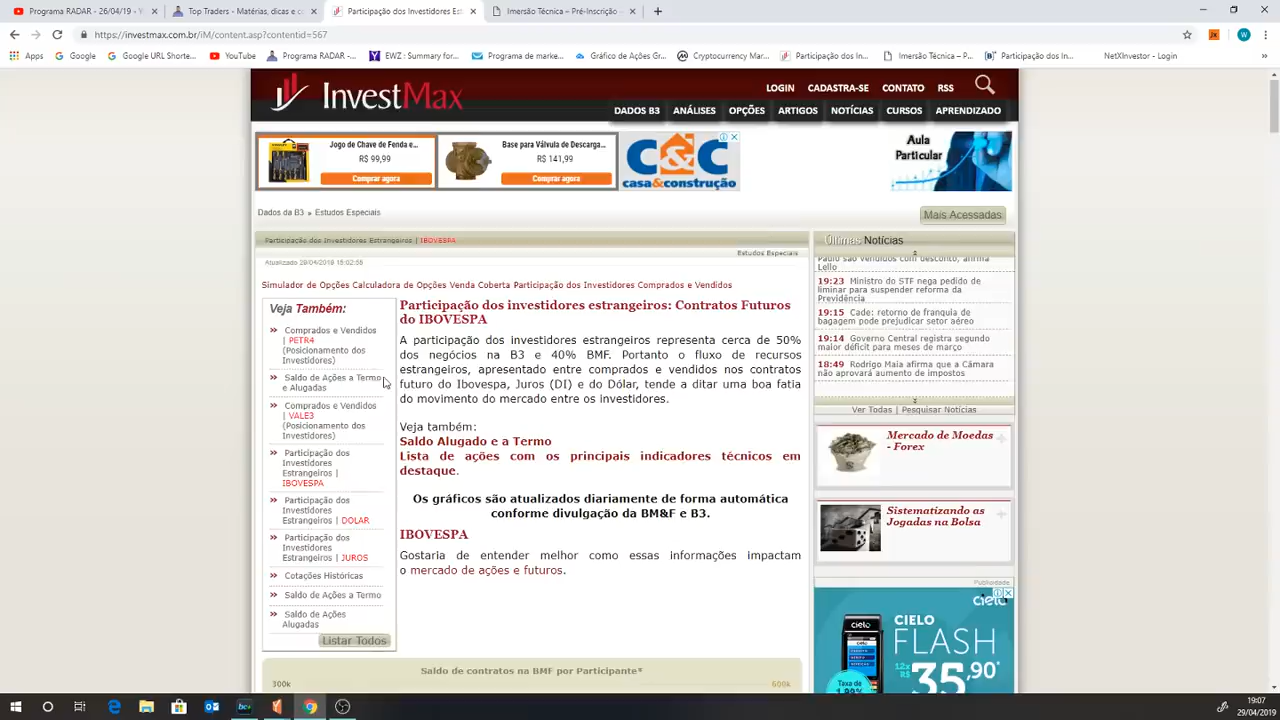 Programa RADAR - 26/04/19 - V
Top Traders - Matérias, dicas e co
Participação dos Investidores Est
Imersão Técnica – Pré-Inscrição –
https://investmax.com.br/iM/content.asp?contentid=567
Apps
Google
Google URL Shorte...
YouTube
Programa RADAR -...
EWZ : Summary for...
Programa de marke...
Gráfico de Ações Gr...
Cryptocurrency Mar...
Participação dos In...
Imersão Técnica – P...
Participação dos In...
NetXInvestor - Login
InvestMax
LOGIN CADASTRA-SE CONTATO RSS
DADOS B3 ANÁLISES OPÇÕES ARTIGOS NOTÍCIAS CURSOS APRENDIZADO
Jogo de Chave de Fenda e...
R$ 99,99
Comprar agora
Base para Válvula de Descarga...
R$ 141,99
Comprar agora
C&C
casa&construção
Aula
Particular
Dados da B3 » Estudos Especiais
Mais Acessadas
Participação dos Investidores Estrangeiros | IBOVESPA
Estudos Especiais
Atualizado 29/04/2019 15:02:58
Simulador de Opções Calculadora de Opções Venda Coberta Participação dos Investidores Comprados e Vendidos
Veja Também:
Comprados e Vendidos
| PETR4
(Posicionamento dos
Investidores)
Saldo de Ações a Termo
e Alugadas
Comprados e Vendidos
| VALE3
(Posicionamento dos
Investidores)
Participação dos
Investidores
Estrangeiros |
IBOVESPA
Participação dos
Investidores
Estrangeiros | DOLAR
Participação dos
Investidores
Estrangeiros | JUROS
Cotações Históricas
Saldo de Ações a Termo
Saldo de Ações
Alugadas
Listar Todos
Participação dos investidores estrangeiros: Contratos Futuros
do IBOVESPA
A participação dos investidores estrangeiros representa cerca de 50%
dos negócios na B3 e 40% BMF. Portanto o fluxo de recursos
estrangeiros, apresentado entre comprados e vendidos nos contratos
futuro do Ibovespa, Juros (DI) e do Dólar, tende a ditar uma boa fatia
do movimento do mercado entre os investidores.
Veja também:
Saldo Alugado e a Termo
Lista de ações com os principais indicadores técnicos em
destaque.
Os gráficos são atualizados diariamente de forma automática
conforme divulgação da BM&F e B3.
IBOVESPA
Gostaria de entender melhor como essas informações impactam
o mercado de ações e futuros.
Saldo de contratos na BMF por Participante*
300k
600k
Últimas Notícias
Paulo são vendidos com desconto, afirma
Lello
19:23 Ministro do STF nega pedido de
liminar para suspender reforma da
Previdência
19:15 Cade: retorno de franquia de
bagagem pode prejudicar setor aéreo
19:14 Governo Central registra segundo
maior déficit para meses de março
18:49 Rodrigo Maia afirma que a Câmara
não aprovará aumento de impostos
Ver Todas | Pesquisar Notícias
Mercado de Moedas
- Forex
Sistematizando as
Jogadas na Bolsa
Publicidade
cielo
CIELO
FLASH
12x
R$ 35,90*
Taxa de
19:07
29/04/2019